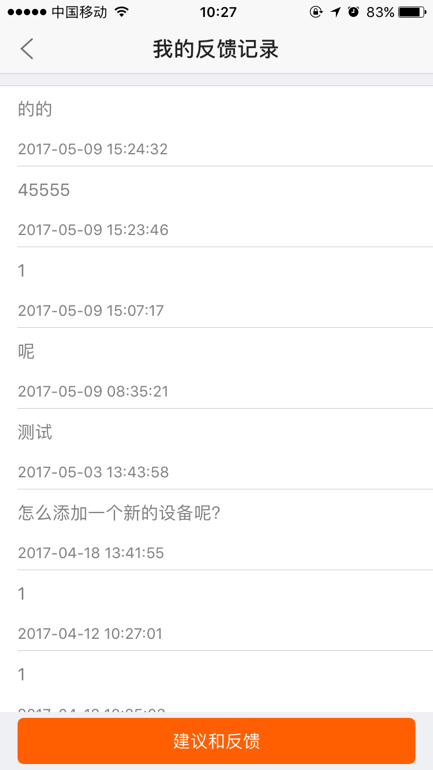 中国移动 10:27 83%
我的反馈记录
的的
2017-05-09 15:24:32
45555
2017-05-09 15:23:46
1
2017-05-09 15:07:17
呢
2017-05-09 08:35:21
测试
2017-05-03 13:43:58
怎么添加一个新的设备呢?
2017-04-18 13:41:55
1
2017-04-12 10:27:01
1
建议和反馈